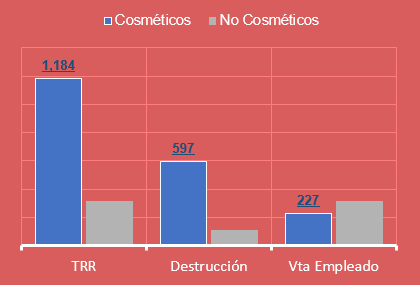 Cosméticos No Cosméticos
1,184
597
227
TRR Destrucción Vta Empleado